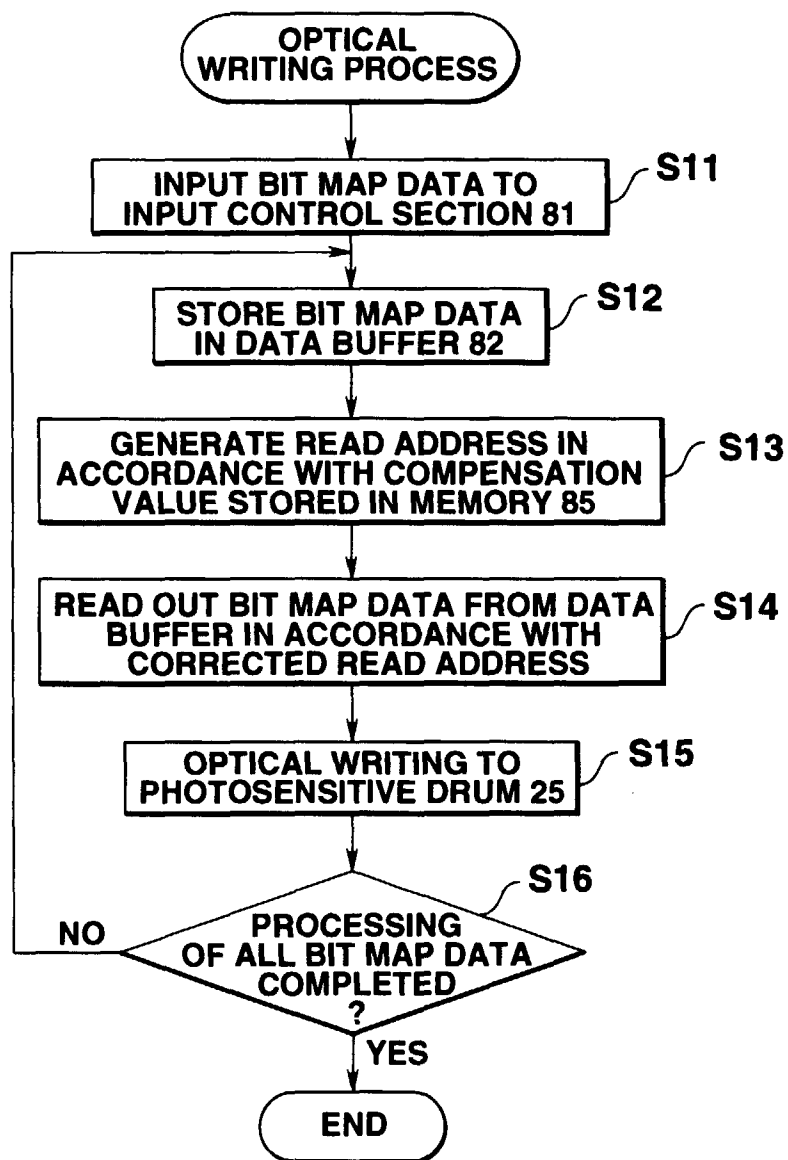 OPTICAL
WRITING PROCESS
S11
INPUT BIT MAP DATA TO
INPUT CONTROL SECTION 81
S12
STORE BIT MAP DATA
IN DATA BUFFER 82
S13
GENERATE READ ADDRESS IN
ACCORDANCE WITH COMPENSATION
VALUE STORED IN MEMORY 85
S14
READ OUT BIT MAP DATA FROM DATA
BUFFER IN ACCORDANCE WITH
CORRECTED READ ADDRESS
S15
OPTICAL WRITING TO
PHOTOSENSITIVE DRUM 25
S16
NO
PROCESSING
OF ALL BIT MAP DATA
COMPLETED
?
YES
END